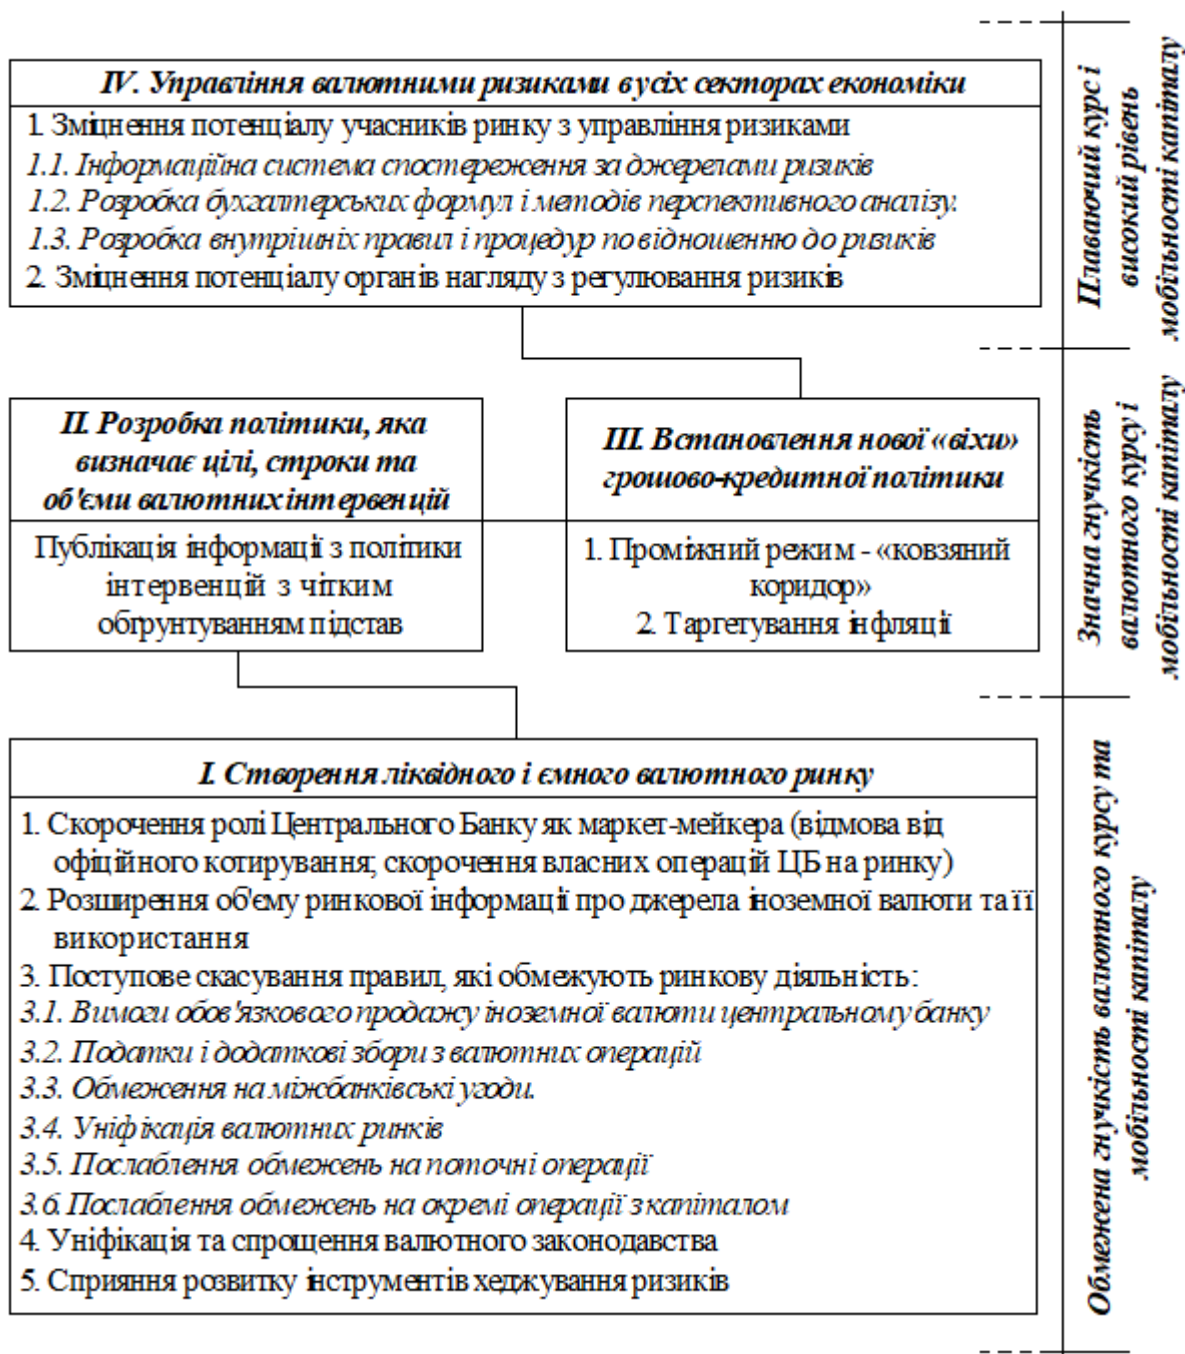 IV. Управління валютними ризиками в усіх секторах економіки
1. Зміцнення потенціалу учасників ринку з управління ризиками
1.1. Інформаційна система спостереження за джерелами ризиків
1.2. Розробка бухгалтерських формул і методів перспективного аналізу.
1.3. Розробка внутрішніх правил і процедур по відношенню до ризиків
2. Зміцнення потенціалу органів нагляду з регулювання ризиків
Плаваючий курс і
високий рівень
мобільності капіталу
II. Розробка політики, яка
визначає цілі, строки та
об'єми валютних інтервенцій
Публікація інформації з політики
інтервенцій з чітким
обґрунтуванням підстав
III. Встановлення нової «віхи»
грошово-кредитної політики
1. Проміжний режим - «ковзяний
коридор»
2. Таргетування інфляції
Значна гнучкість
валютного курсу і
мобільності капіталу
I. Створення ліквідного і ємного валютного ринку
1. Скорочення ролі Центрального Банку як маркет-мейкера (відмова від
офіційного котирування; скорочення власних операцій ЦБ на ринку)
2. Розширення об'єму ринкової інформації про джерела іноземної валюти та її
використання
3. Поступове скасування правил, які обмежують ринкову діяльність:
3.1. Вимоги обов'язкового продажу іноземної валюти центральному банку
3.2. Податки і додаткові збори з валютних операцій
3.3. Обмеження на міжбанківські угоди.
3.4. Уніфікація валютних ринків
3.5. Послаблення обмежень на поточні операції
3.6. Послаблення обмежень на окремі операції з капіталом
4. Уніфікація та спрощення валютного законодавства
5. Сприяння розвитку інструментів хеджування ризиків
Обмежена гнучкість валютного курсу та
мобільності капіталу